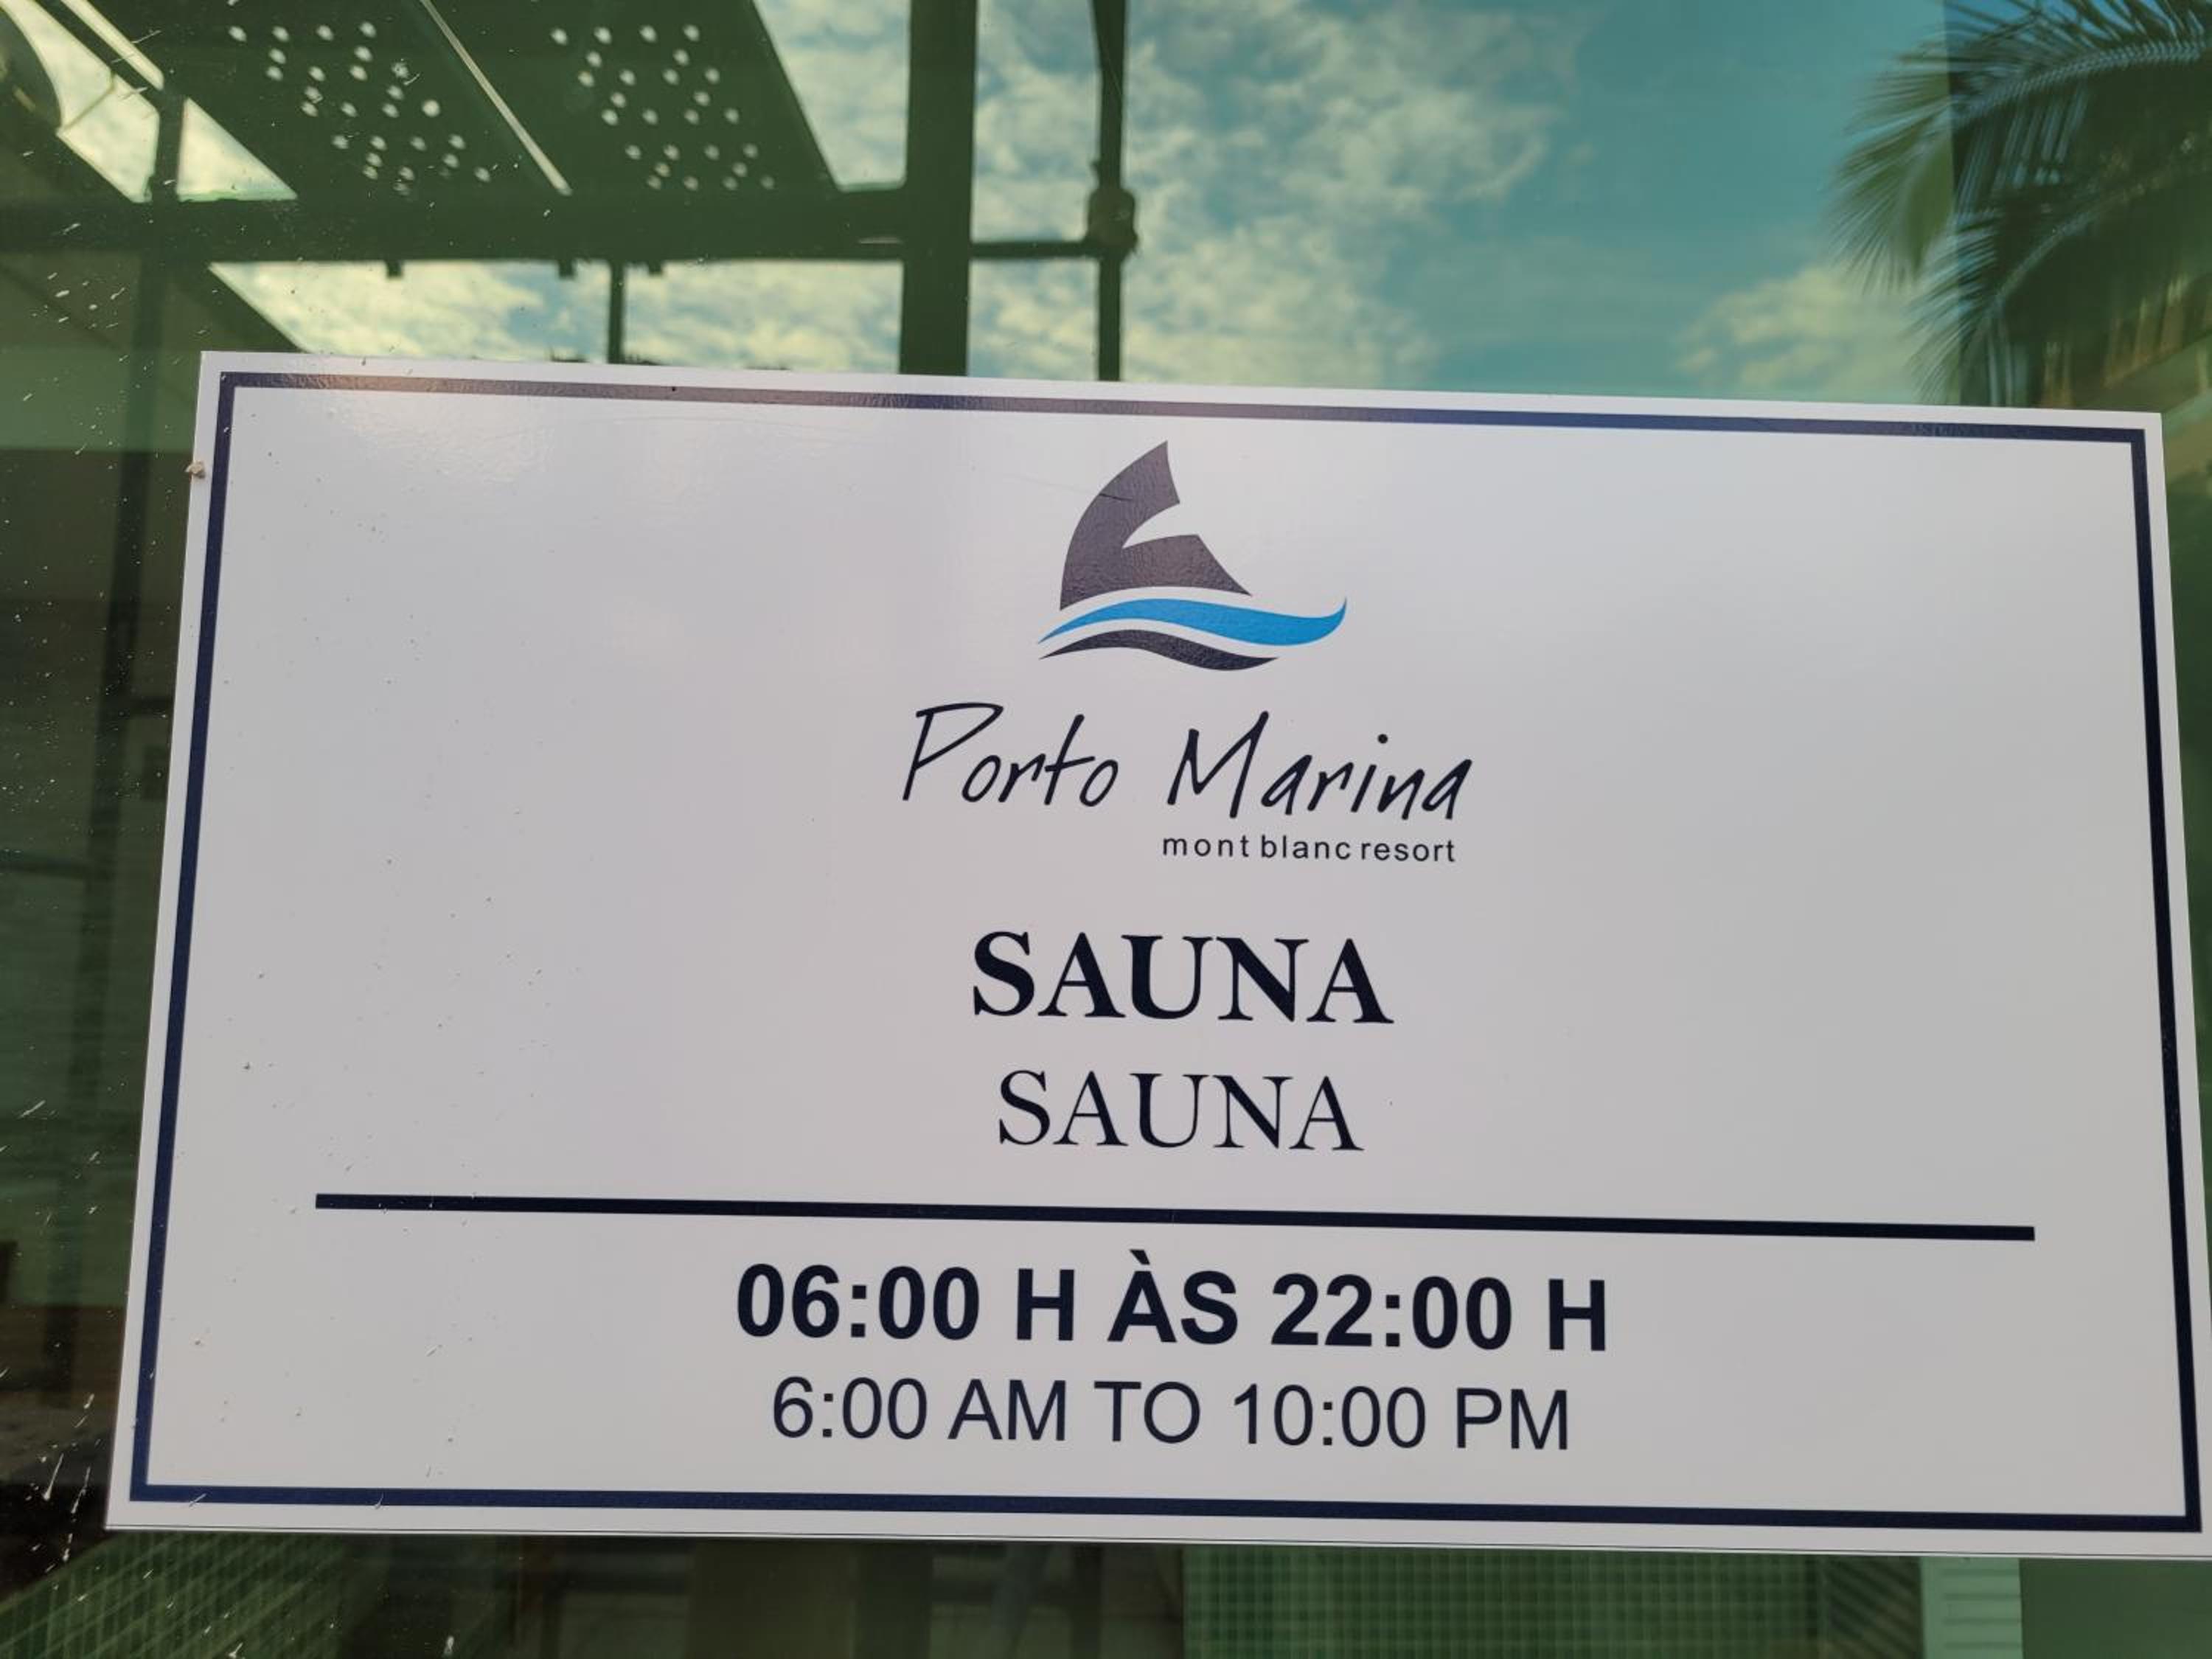 Porto Marina
mont blanc resort
SAUNA
SAUNA
06:00 H ÀS 22:00 H
6:00 AM TO 10:00 PM